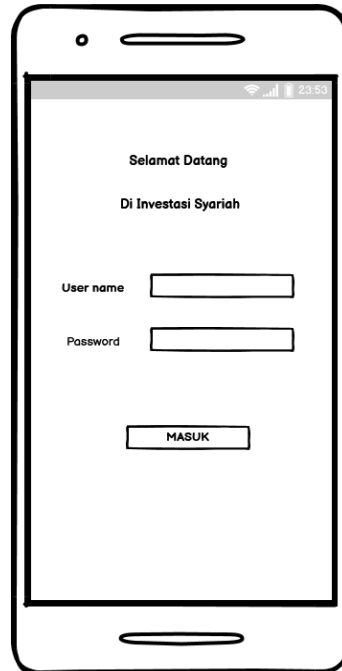 23:53
Selamat Datang
Di Investasi Syariah
User name
Password
MASUK